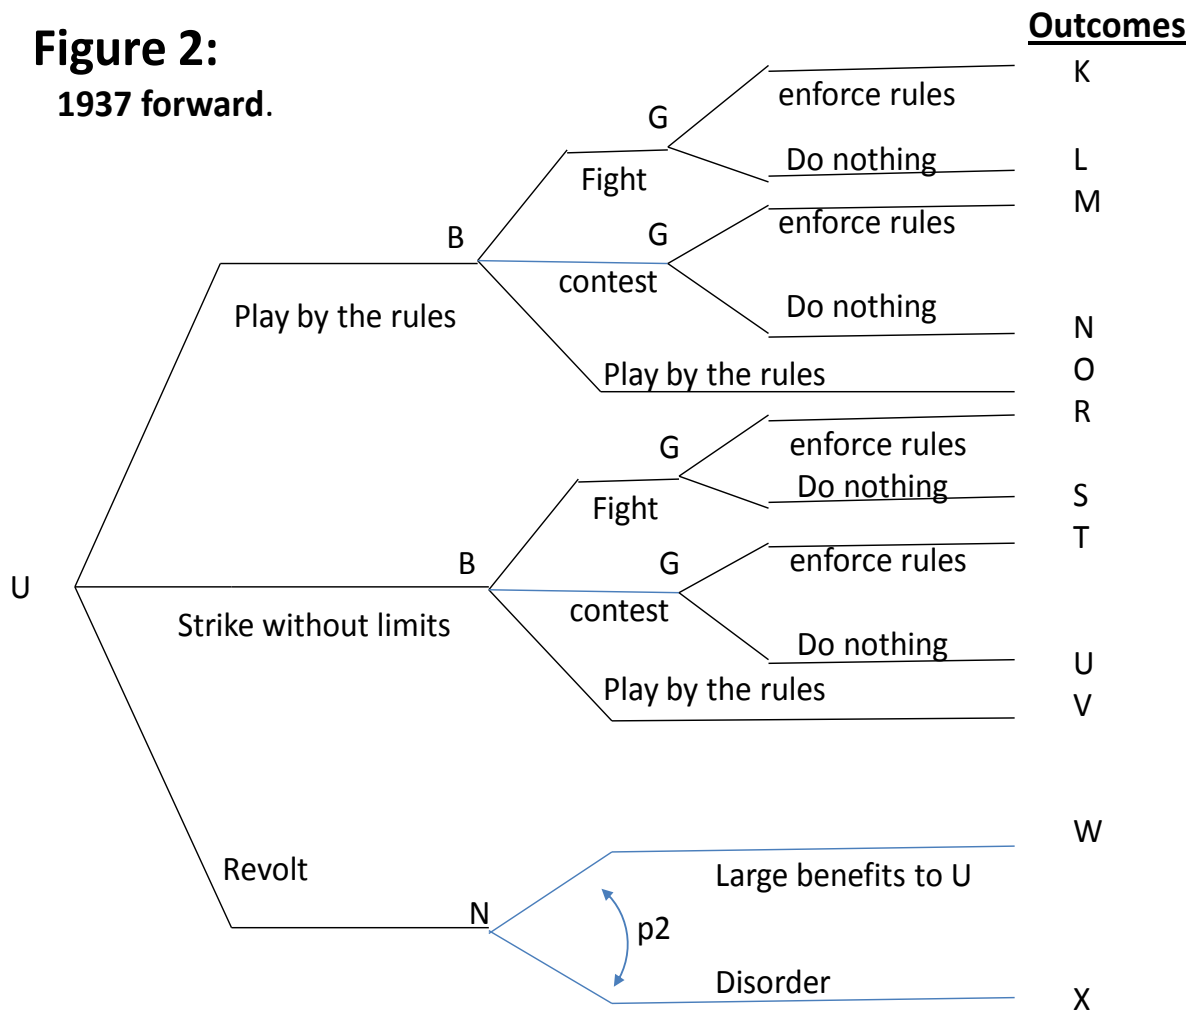 Outcomes
Figure 2:
1937 forward.
K
enforce rules
G
Do nothing
L
Fight
M
enforce rules
B
G
contest
Do nothing
Play by the rules
N
O
Play by the rules
R
enforce rules
G
Do nothing
S
Fight
T
enforce rules
B
G
U
contest
Strike without limits
Do nothing
U
Play by the rules
V
W
Revolt
Large benefits to U
N
p2
Disorder
X